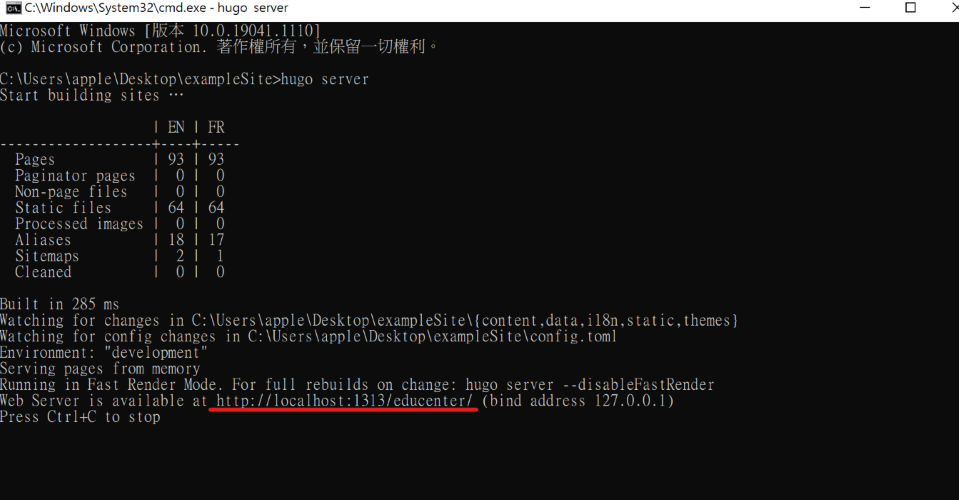 C:\Windows\System32\cmd.exe - hugo server
Microsoft Windows [版本 10.0.19041.1110]
(c) Microsoft Corporation. 著作權所有，並保留一切權利。
C:\Users\apple\Desktop\exampleSite>hugo server
Start building sites …
| EN | FR
-------------------+----+-----
Pages | 93 | 93
Paginator pages | 0 | 0
Non-page files | 0 | 0
Static files | 64 | 64
Processed images | 0 | 0
Aliases | 18 | 17
Sitemaps | 2 | 1
Cleaned | 0 | 0
Built in 285 ms
Watching for changes in C:\Users\apple\Desktop\exampleSite\{content,data,i18n,static,themes}
Watching for config changes in C:\Users\apple\Desktop\exampleSite\config.toml
Environment: "development"
Serving pages from memory
Running in Fast Render Mode. For full rebuilds on change: hugo server --disableFastRender
Web Server is available at http://localhost:1313/educenter/ (bind address 127.0.0.1)
Press Ctrl+C to stop